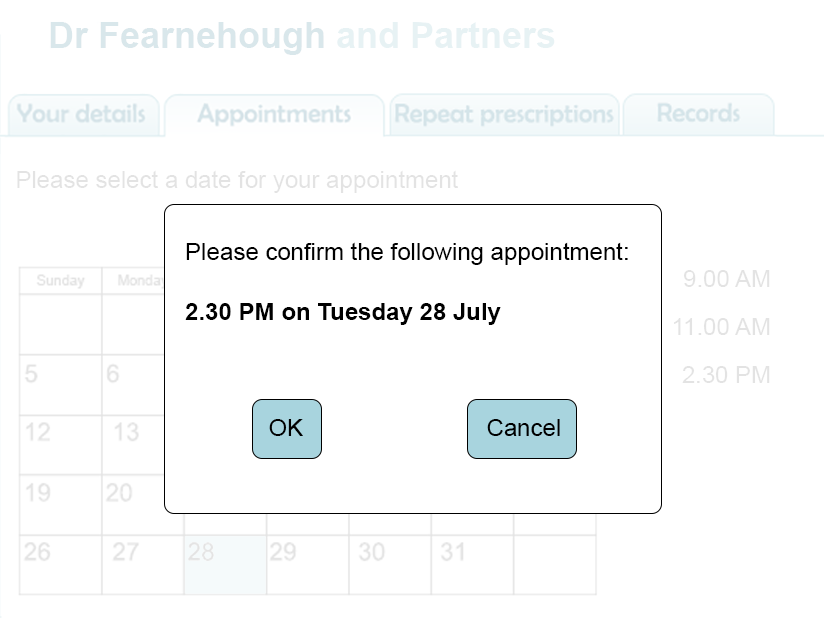 Dr Fearnehough and Partners
Your details Appointments Repeat prescriptions Records
Please select a date for your appointment
Please confirm the following appointment:
2.30 PM on Tuesday 28 July
OK Cancel
Sunday
9.00 AM
11.00 AM
2.30 PM
5 6
12 13
19 20
26 27 28 29 30 31